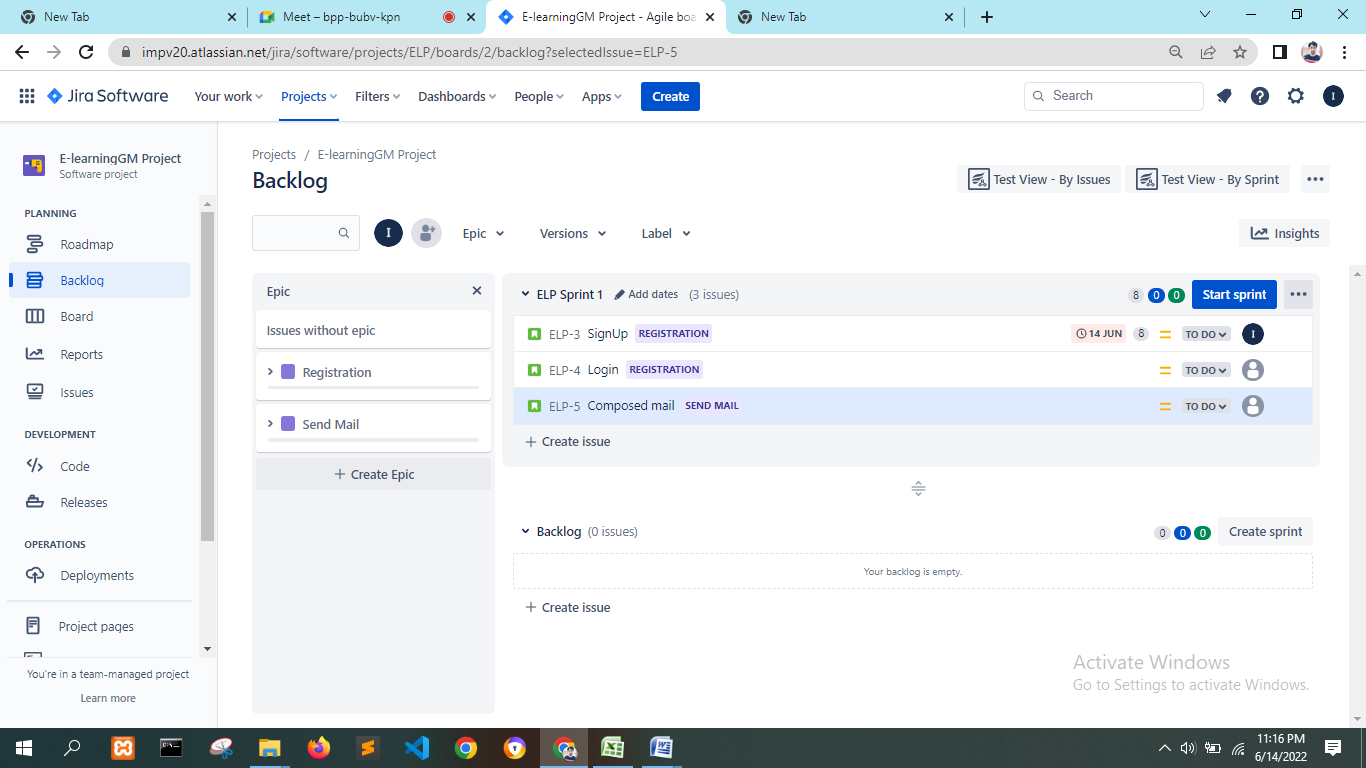 New Tab
Meet – bpp-bubv-kpn
E-learningGM Project - Agile boa
New Tab
impv20.atlassian.net/jira/software/projects/ELP/boards/2/backlog?selectedIssue=ELP-5
Jira Software
Your work
Projects
Filters
Dashboards
People
Apps
Create
Search
I
E-learningGM Project
Software project
PLANNING
Roadmap
Backlog
Board
Reports
Issues
DEVELOPMENT
Code
Releases
OPERATIONS
Deployments
Project pages
You're in a team-managed project
Learn more
Projects / E-learningGM Project
Backlog
Test View - By Issues
Test View - By Sprint
I
Epic
Versions
Label
Insights
Epic
Issues without epic
Registration
Send Mail
+ Create Epic
ELP Sprint 1 Add dates (3 issues) 8 0 0 Start sprint
ELP-3 SignUp REGISTRATION 14 JUN 8 TO DO I
ELP-4 Login REGISTRATION TO DO
ELP-5 Composed mail SEND MAIL TO DO
+ Create issue
Backlog (0 issues) 0 0 0 Create sprint
Your backlog is empty.
+ Create issue
Activate Windows
Go to Settings to activate Windows.
11:16 PM
6/14/2022